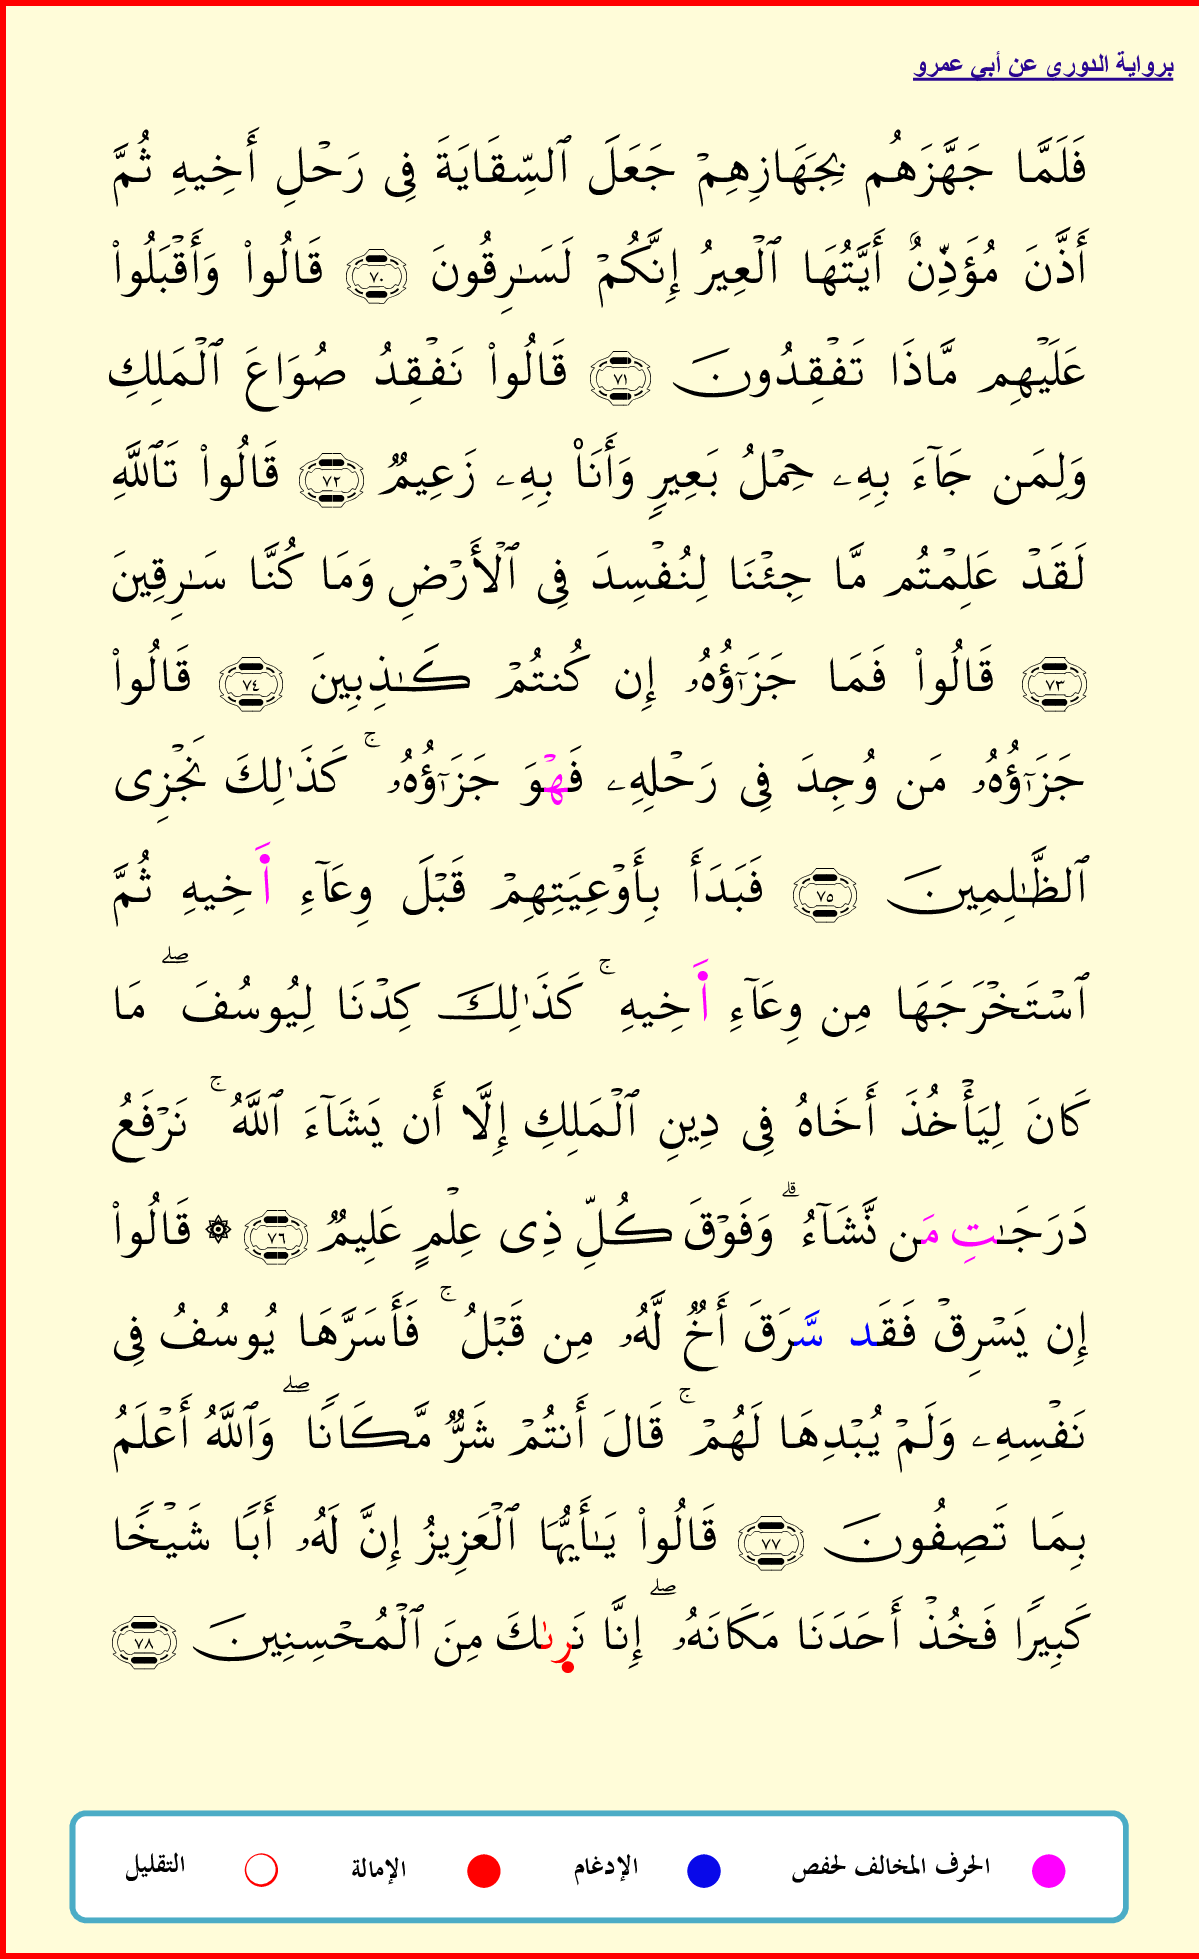 برواية الدورى عن أبي عمرو
فَلَمَّا جَهَّزَهُم بِجَهَازِهِمْ جَعَلَ ٱلسِّقَايَةَ فِى رَحْلِ أَخِيهِ ثُمَّ
أَذَّنَ مُؤَذِّنٌ أَيَّتُهَا ٱلْعِيرُ إِنَّكُمْ لَسَٰرِقُونَ ٧٠ قَالُوا۟ وَأَقْبَلُوا۟
عَلَيْهِم مَّاذَا تَفْقِدُونَ ٧١ قَالُوا۟ نَفْقِدُ صُوَاعَ ٱلْمَلِكِ
وَلِمَن جَآءَ بِهِۦ حِمْلُ بَعِيرٍ وَأَنَا۠ بِهِۦ زَعِيمٌ ٧٢ قَالُوا۟ تَٱللَّهِ
لَقَدْ عَلِمْتُم مَّا جِئْنَا لِنُفْسِدَ فِى ٱلْأَرْضِ وَمَا كُنَّا سَٰرِقِينَ
٧٣ قَالُوا۟ فَمَا جَزَٰٓؤُهُۥ إِن كُنتُمْ كَٰذِبِينَ ٧٤ قَالُوا۟
جَزَٰٓؤُهُۥ مَن وُجِدَ فِى رَحْلِهِۦ فَهْوَ جَزَٰٓؤُهُۥ ۚ كَذَٰلِكَ نَجْزِى
ٱلظَّٰلِمِينَ ٧٥ فَبَدَأَ بِأَوْعِيَتِهِمْ قَبْلَ وِعَآءِ اَ۬خِيهِ ثُمَّ
ٱسْتَخْرَجَهَا مِن وِعَآءِ اَ۬خِيهِ ۚ كَذَٰلِكَ كِدْنَا لِيُوسُفَ ۖ مَا
كَانَ لِيَأْخُذَ أَخَاهُ فِى دِينِ ٱلْمَلِكِ إِلَّا أَن يَشَآءَ ٱللَّهُ ۚ نَرْفَعُ
دَرَجَٰتِ مَن نَّشَآءُ ۗ وَفَوْقَ كُلِّ ذِى عِلْمٍ عَلِيمٌ ٧٦ ۞ قَالُوا۟
إِن يَسْرِقْ فَقَد سَّرَقَ أَخٌ لَّهُۥ مِن قَبْلُ ۚ فَأَسَرَّهَا يُوسُفُ فِى
نَفْسِهِۦ وَلَمْ يُبْدِهَا لَهُمْ ۚ قَالَ أَنتُمْ شَرٌّ مَّكَانًا ۖ وَٱللَّهُ أَعْلَمُ
بِمَا تَصِفُونَ ٧٧ قَالُوا۟ يَٰٓأَيُّهَا ٱلْعَزِيزُ إِنَّ لَهُۥ أَبًا شَيْخًا
كَبِيرًا فَخُذْ أَحَدَنَا مَكَانَهُۥ ۖ إِنَّا نَرٜىٰكَ مِنَ ٱلْمُحْسِنِينَ ٧٨
الحرف المخالف لحفص الإدغام الإمالة التقليل